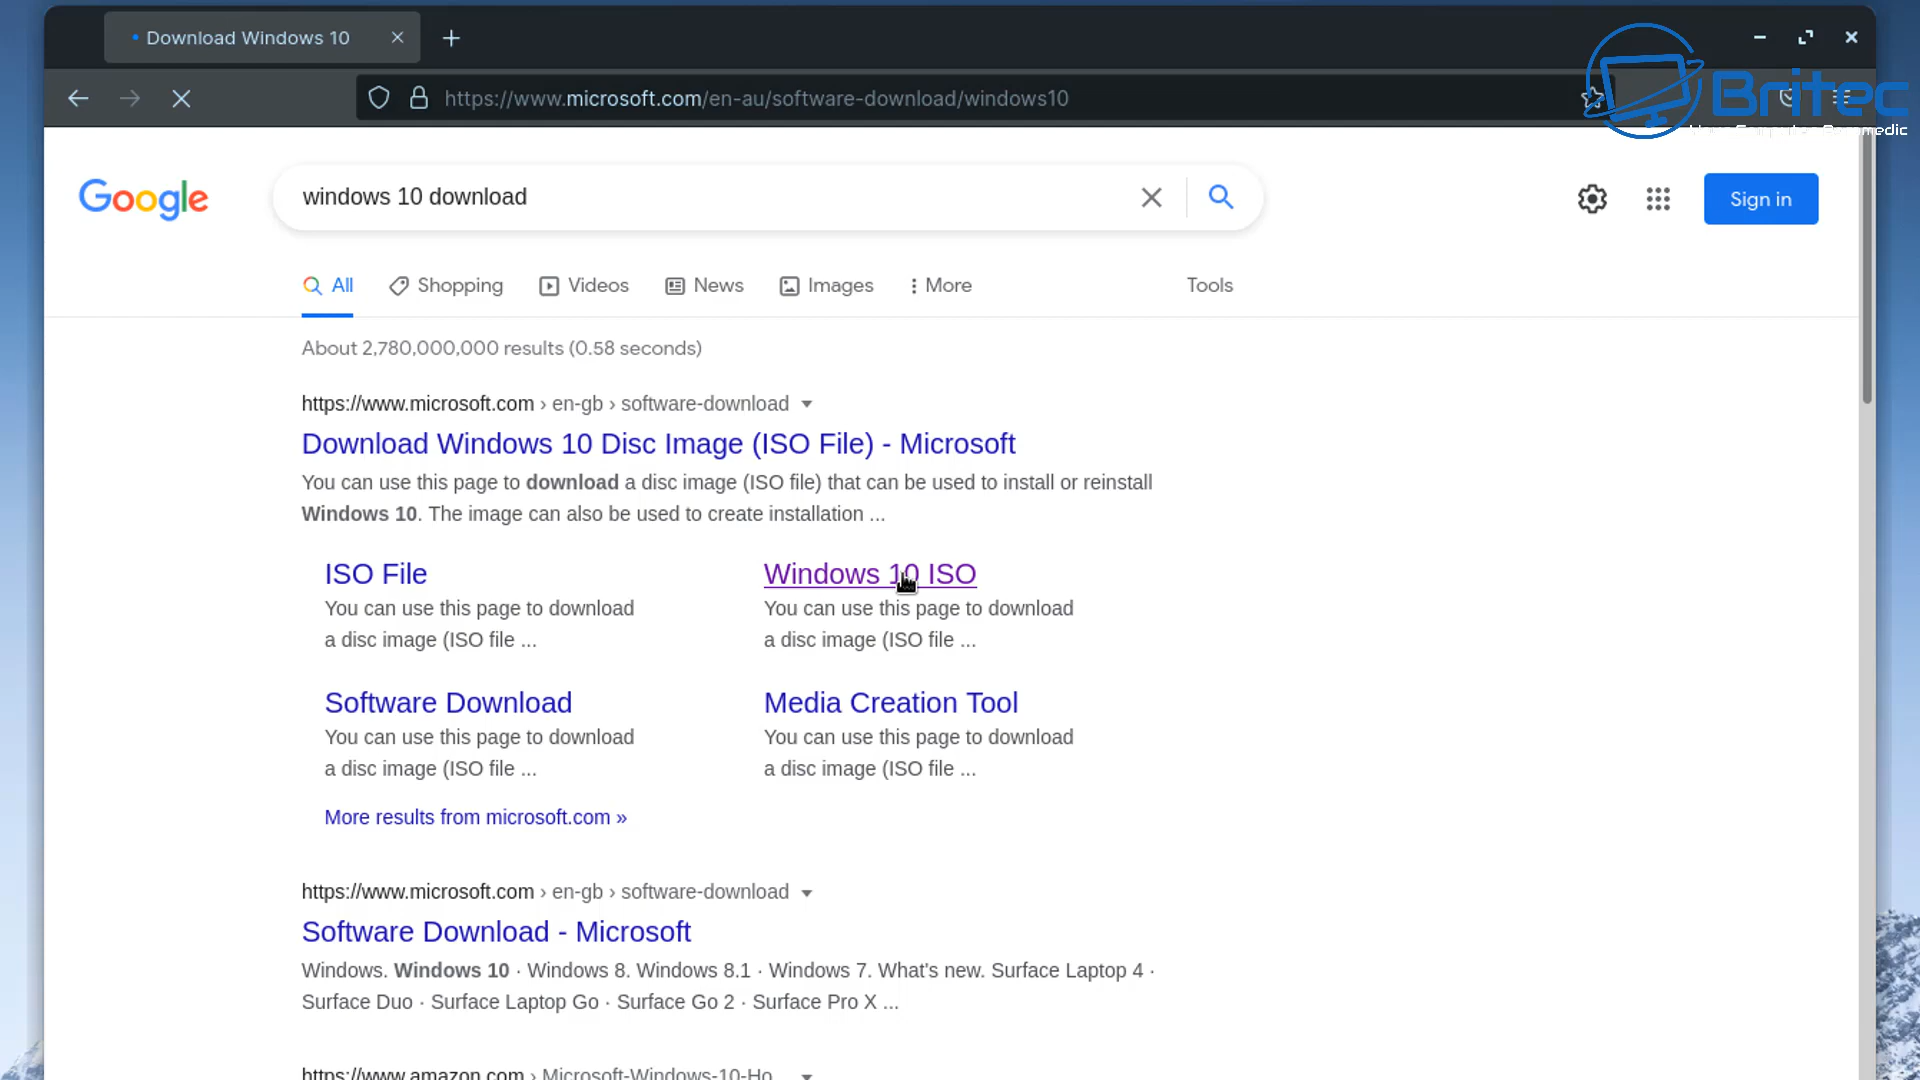 Download Windows 10
https://www.microsoft.com/en-au/software-download/windows10
Britec
Google
windows 10 download
Sign in
All
Shopping
Videos
News
Images
More
Tools
About 2,780,000,000 results (0.58 seconds)
https://www.microsoft.com › en-gb › software-download
Download Windows 10 Disc Image (ISO File) - Microsoft
You can use this page to download a disc image (ISO file) that can be used to install or reinstall
Windows 10. The image can also be used to create installation ...
ISO File
You can use this page to download
a disc image (ISO file ...
Windows 10 ISO
You can use this page to download
a disc image (ISO file ...
Software Download
You can use this page to download
a disc image (ISO file ...
Media Creation Tool
You can use this page to download
a disc image (ISO file ...
More results from microsoft.com »
https://www.microsoft.com › en-gb › software-download
Software Download - Microsoft
Windows. Windows 10 · Windows 8. Windows 8.1 · Windows 7. What's new. Surface Laptop 4 ·
Surface Duo · Surface Laptop Go · Surface Go 2 · Surface Pro X ...
https://www.amazon.com › Microsoft-Windows-10-Ho...